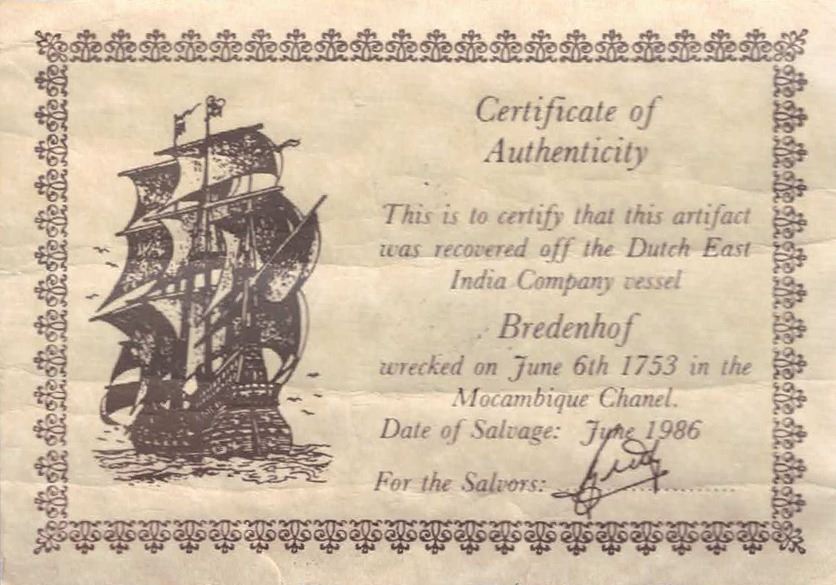 Certificate of
Authenticity
This is to certify that this artifact
was recovered off the Dutch East
India Company vessel
Bredenhof
wrecked on June 6th 1753 in the
Mocambique Chanel.
Date of Salvage: June 1986
For the Salvors: